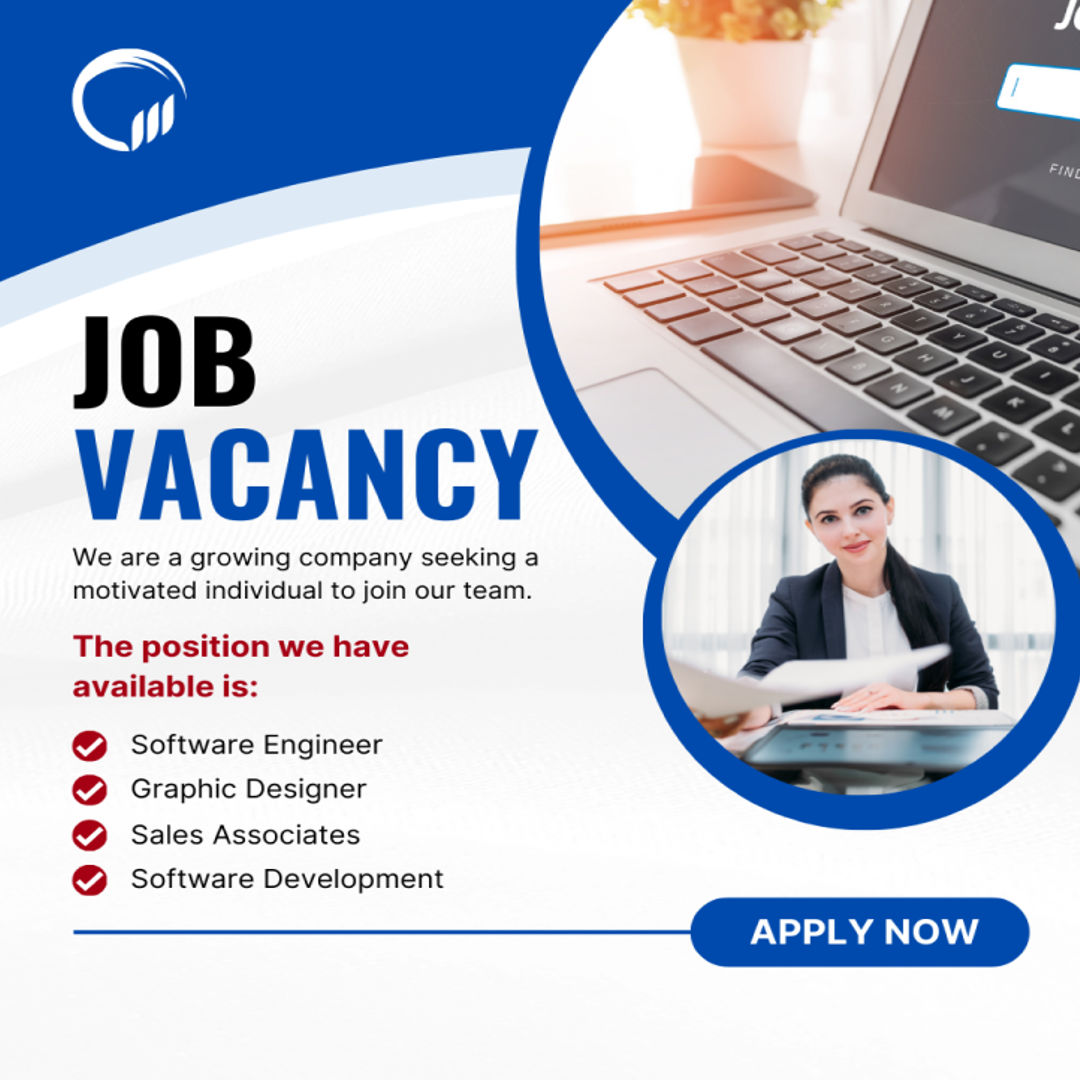 JOB
VACANCY
We are a growing company seeking a
motivated individual to join our team.
The position we have
available is:
Software Engineer
Graphic Designer
Sales Associates
Software Development
APPLY NOW